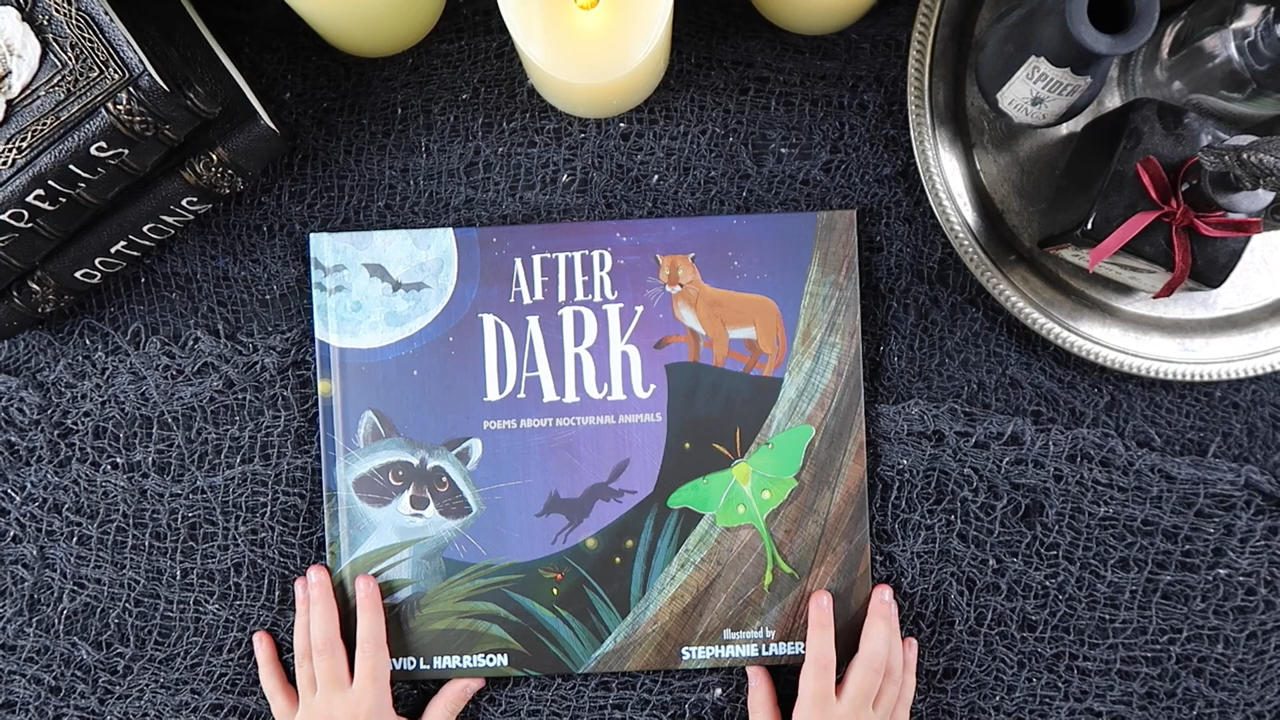 SPELLS
POTIONS
SPIDER
FANGS
AFTER
DARK
POEMS ABOUT NOCTURNAL ANIMALS
VID L. HARRISON
Illustrated by
STEPHANIE LABER